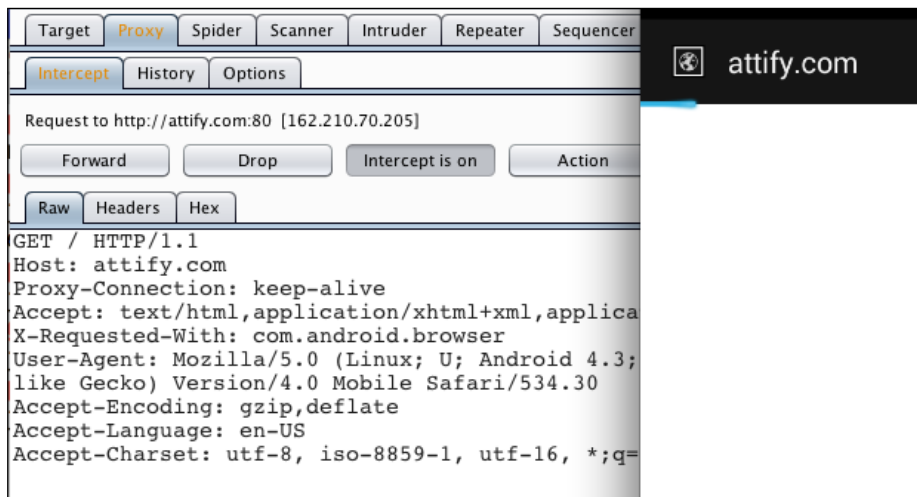 Target Proxy Spider Scanner Intruder Repeater Sequencer
attify.com
Intercept History Options
Request to http://attify.com:80 [162.210.70.205]
Forward Drop Intercept is on Action
Raw Headers Hex
GET / HTTP/1.1
Host: attify.com
Proxy-Connection: keep-alive
Accept: text/html,application/xhtml+xml,applica
X-Requested-With: com.android.browser
User-Agent: Mozilla/5.0 (Linux; U; Android 4.3;
like Gecko) Version/4.0 Mobile Safari/534.30
Accept-Encoding: gzip,deflate
Accept-Language: en-US
Accept-Charset: utf-8, iso-8859-1, utf-16, *;q=